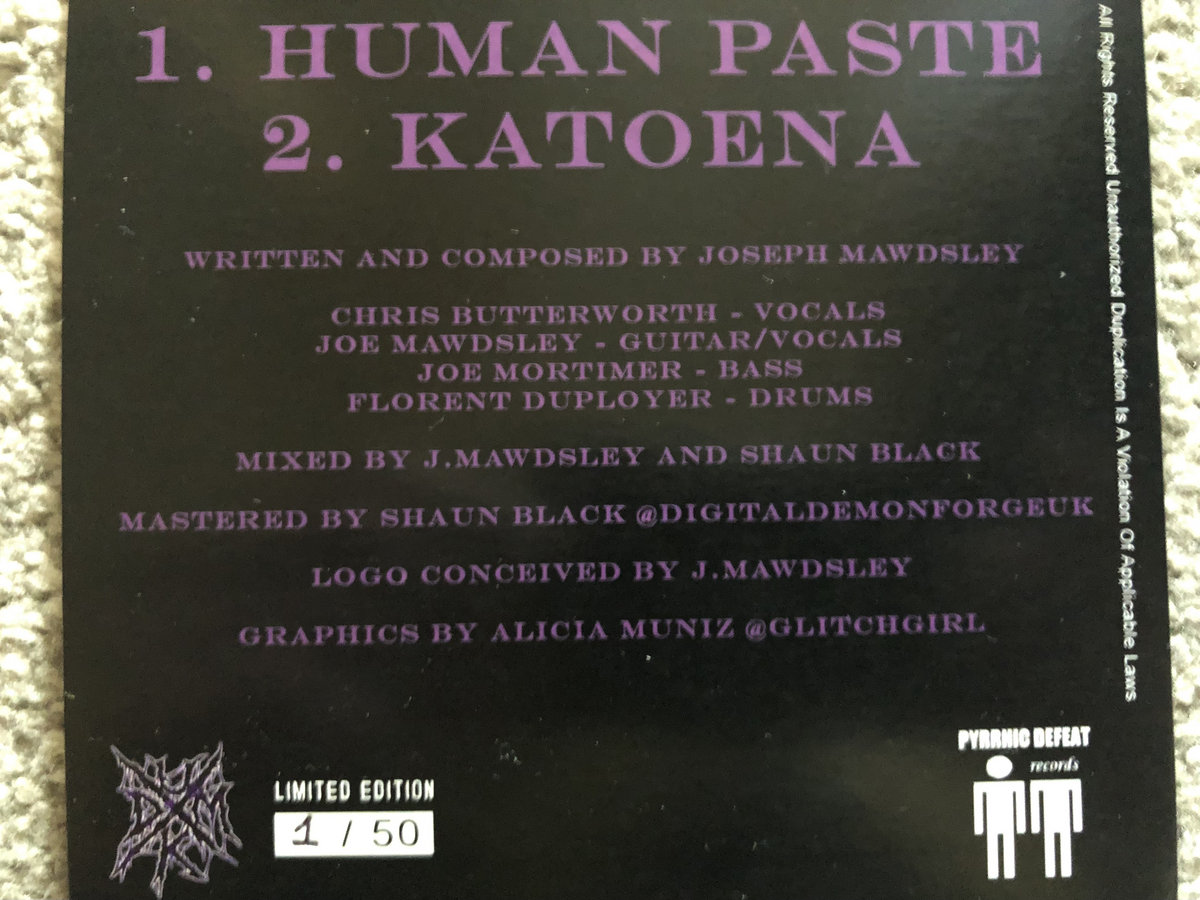 1. HUMAN PASTE
2. KATOENA
WRITTEN AND COMPOSED BY JOSEPH MAWDSLEY
CHRIS BUTTERWORTH - VOCALS
JOE MAWDSLEY - GUITAR/VOCALS
JOE MORTIMER - BASS
FLORENT DUPLOYER - DRUMS
MIXED BY J.MAWDSLEY AND SHAUN BLACK
MASTERED BY SHAUN BLACK @DIGITALDEMONFORGEUK
LOGO CONCEIVED BY J.MAWDSLEY
GRAPHICS BY ALICIA MUNIZ @GLITCHGIRL
LIMITED EDITION
1 / 50
PYRRHIC DEFEAT
records
All Rights Reserved Unauthorized Duplication Is A Violation Of Applicable Laws